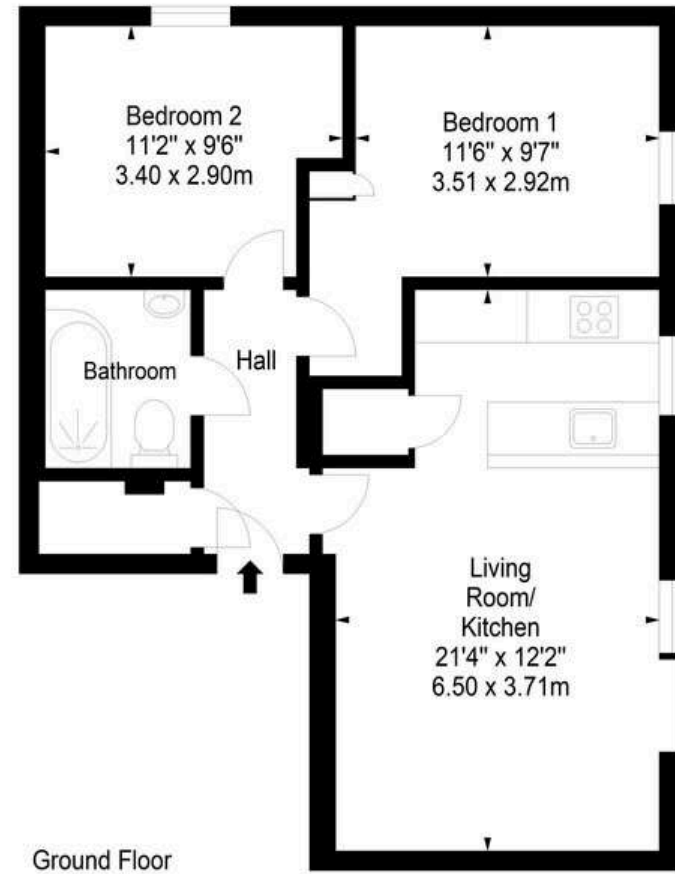 Bedroom 2
11'2" x 9'6"
3.40 x 2.90m
Bedroom 1
11'6" x 9'7"
3.51 x 2.92m
Bathroom
Hall
Living
Room/
Kitchen
21'4" x 12'2"
6.50 x 3.71m
Ground Floor